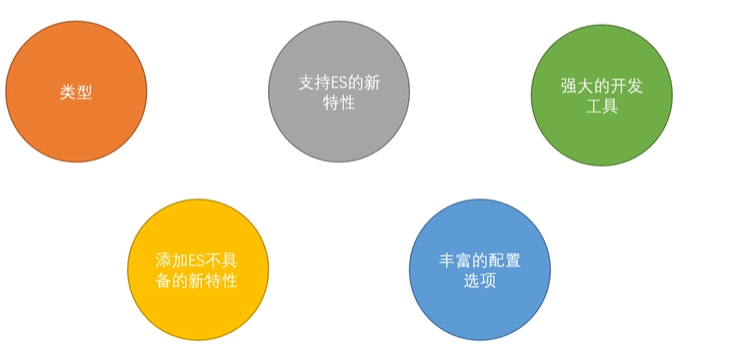 类型
支持ES的新
特性
强大的开发
工具
添加ES不具
备的新特性
丰富的配置
选项